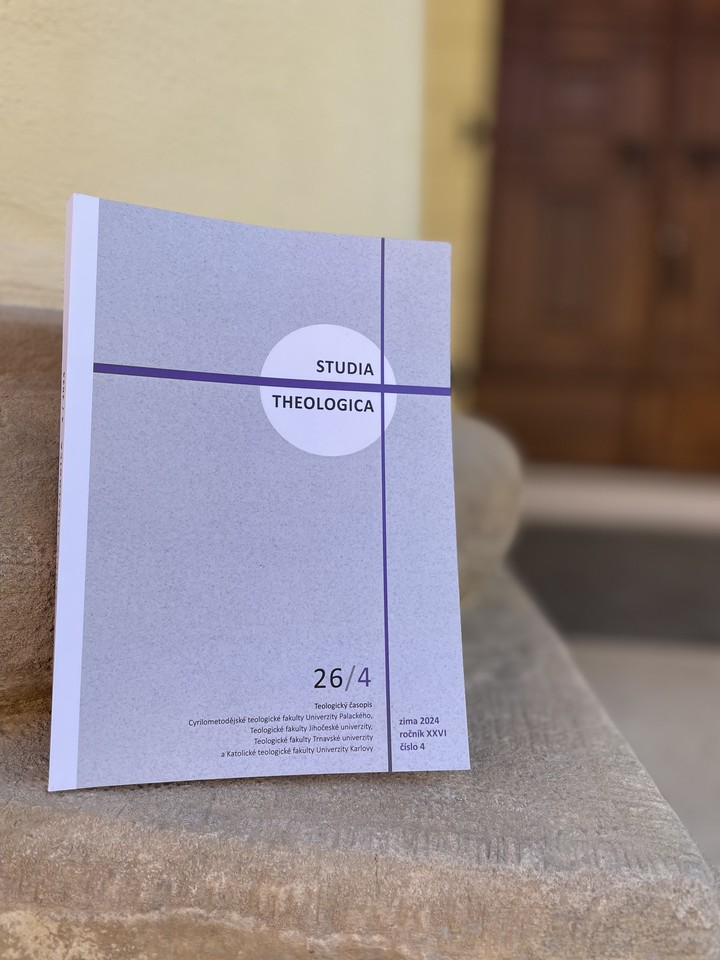 STUDIA
THEOLOGICA
26/4
Teologický časopis
Cyrilometodějské teologické fakulty Univerzity Palackého,
Teologické fakulty Jihočeské univerzity,
Teologické fakulty Trnavské univerzity
a Katolické teologické fakulty Univerzity Karlovy
zima 2024
ročník XXVI
číslo 4